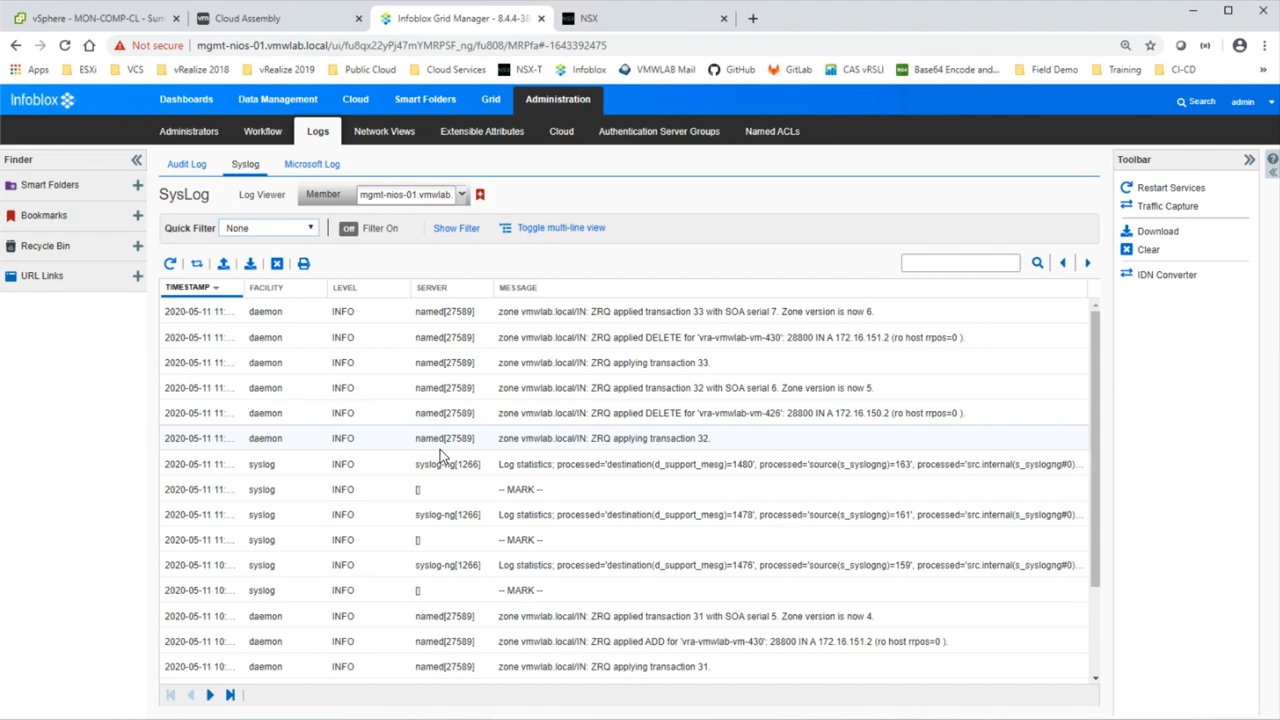 vSphere - MON-COMP-CL - Sum
vm Cloud Assembly
Infoblox Grid Manager - 8.4.4-38
NSX
Not secure
mgmt-nios-01.vmwlab.local/ui/fu8qx22yPj47mYMRPSF_ng/fu808/MRPfa#-1643392475
Apps ESXi VCS vRealize 2018 vRealize 2019 Public Cloud Cloud Services NSX-T Infoblox VMWLAB Mail GitHub GitLab CAS vRSLI Base64 Encode and... Field Demo Training CI-CD
Infoblox Dashboards Data Management Cloud Smart Folders Grid Administration Search admin
Administrators Workflow Logs Network Views Extensible Attributes Cloud Authentication Server Groups Named ACLs
Finder
Smart Folders
Bookmarks
Recycle Bin
URL Links
Audit Log Syslog Microsoft Log
SysLog Log Viewer Member mgmt-nios-01.vmwlab.
Quick Filter None Off Filter On Show Filter Toggle multi-line view
TIMESTAMP FACILITY LEVEL SERVER MESSAGE
2020-05-11 11:... daemon INFO named[27589] zone vmwlab.local/IN: ZRQ applied transaction 33 with SOA serial 7. Zone version is now 6.
2020-05-11 11:... daemon INFO named[27589] zone vmwlab.local/IN: ZRQ applied DELETE for 'vra-vmwlab-vm-430': 28800 IN A 172.16.151.2 (ro host rrpos=0 ).
2020-05-11 11:... daemon INFO named[27589] zone vmwlab.local/IN: ZRQ applying transaction 33.
2020-05-11 11:... daemon INFO named[27589] zone vmwlab.local/IN: ZRQ applied transaction 32 with SOA serial 6. Zone version is now 5.
2020-05-11 11:... daemon INFO named[27589] zone vmwlab.local/IN: ZRQ applied DELETE for 'vra-vmwlab-vm-426': 28800 IN A 172.16.150.2 (ro host rrpos=0 ).
2020-05-11 11:... daemon INFO named[27589] zone vmwlab.local/IN: ZRQ applying transaction 32.
2020-05-11 11:... syslog INFO syslog-ng[1266] Log statistics; processed='destination(d_support_mesg)=1480', processed='source(s_syslogng)=163', processed='src.internal(s_syslogng#0)...
2020-05-11 11:... syslog INFO [] -- MARK --
2020-05-11 11:... syslog INFO syslog-ng[1266] Log statistics; processed='destination(d_support_mesg)=1478', processed='source(s_syslogng)=161', processed='src.internal(s_syslogng#0)...
2020-05-11 11:... syslog INFO [] -- MARK --
2020-05-11 10:... syslog INFO syslog-ng[1266] Log statistics; processed='destination(d_support_mesg)=1476', processed='source(s_syslogng)=159', processed='src.internal(s_syslogng#0)...
2020-05-11 10:... syslog INFO [] -- MARK --
2020-05-11 10:... daemon INFO named[27589] zone vmwlab.local/IN: ZRQ applied transaction 31 with SOA serial 5. Zone version is now 4.
2020-05-11 10:... daemon INFO named[27589] zone vmwlab.local/IN: ZRQ applied ADD for 'vra-vmwlab-vm-430': 28800 IN A 172.16.151.2 (ro host rrpos=0 ).
2020-05-11 10:... daemon INFO named[27589] zone vmwlab.local/IN: ZRQ applying transaction 31.
Toolbar
Restart Services
Traffic Capture
Download
Clear
IDN Converter